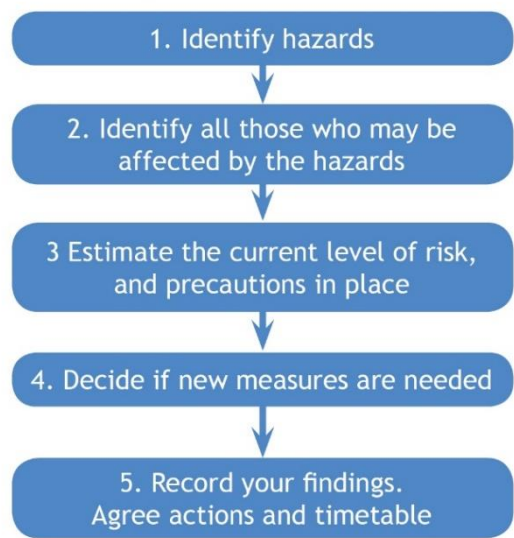 1. Identify hazards
2. Identify all those who may be
affected by the hazards
3 Estimate the current level of risk,
and precautions in place
4. Decide if new measures are needed
5. Record your findings.
Agree actions and timetable